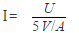 I = U / 5V/A